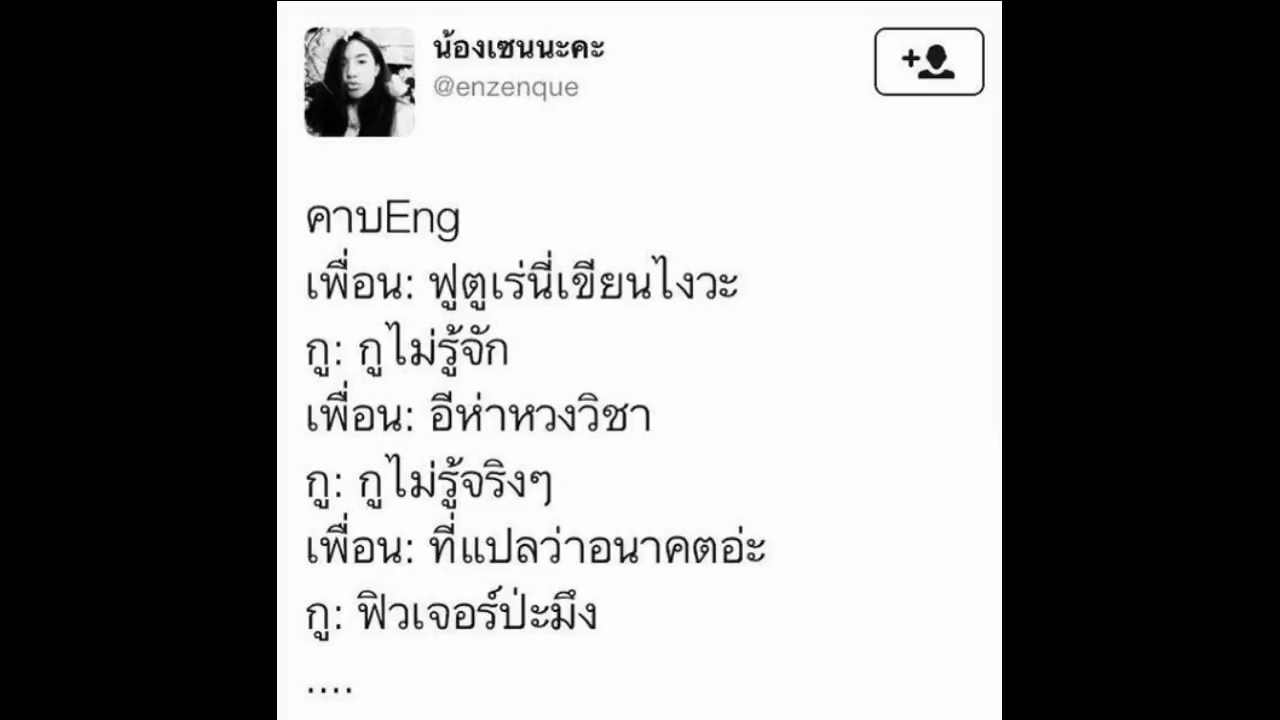 น้องเซนนะคะ
@enzenque
คาบEng
เพื่อน: ฟูตูเร่นี่เขียนไงวะ
กู: กูไม่รู้จัก
เพื่อน: อีห่าหวงวิชา
กู: กูไม่รู้จริงๆ
เพื่อน: ที่แปลว่าอนาคตอ่ะ
กู: ฟิวเจอร์ป่ะมึง
....